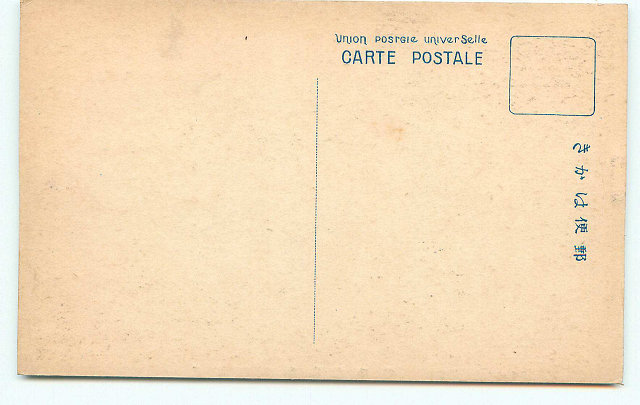 UNION POSTALE UNIVERSELLE
CARTE POSTALE
きかは便郵